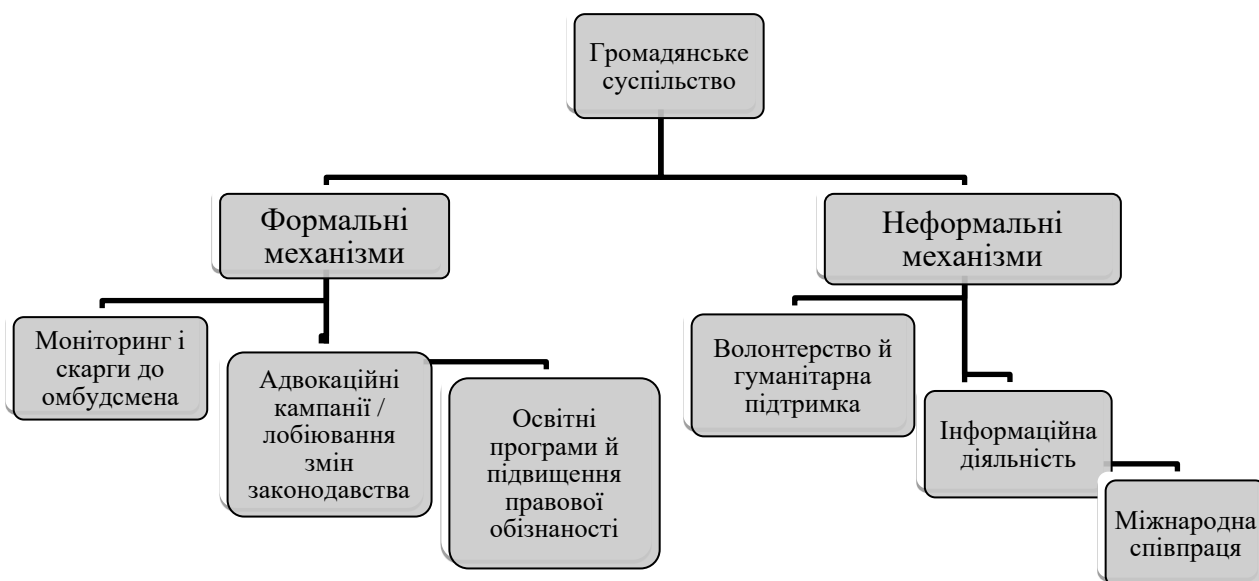 Громадянське
суспільство
Формальні
механізми
Неформальні
механізми
Моніторинг і
скарги до
омбудсмена
Адвокаційні
кампанії /
лобіювання
змін
законодавства
Освітні
програми й
підвищення
правової
обізнаності
Волонтерство й
гуманітарна
підтримка
Інформаційна
діяльність
Міжнародна
співпраця